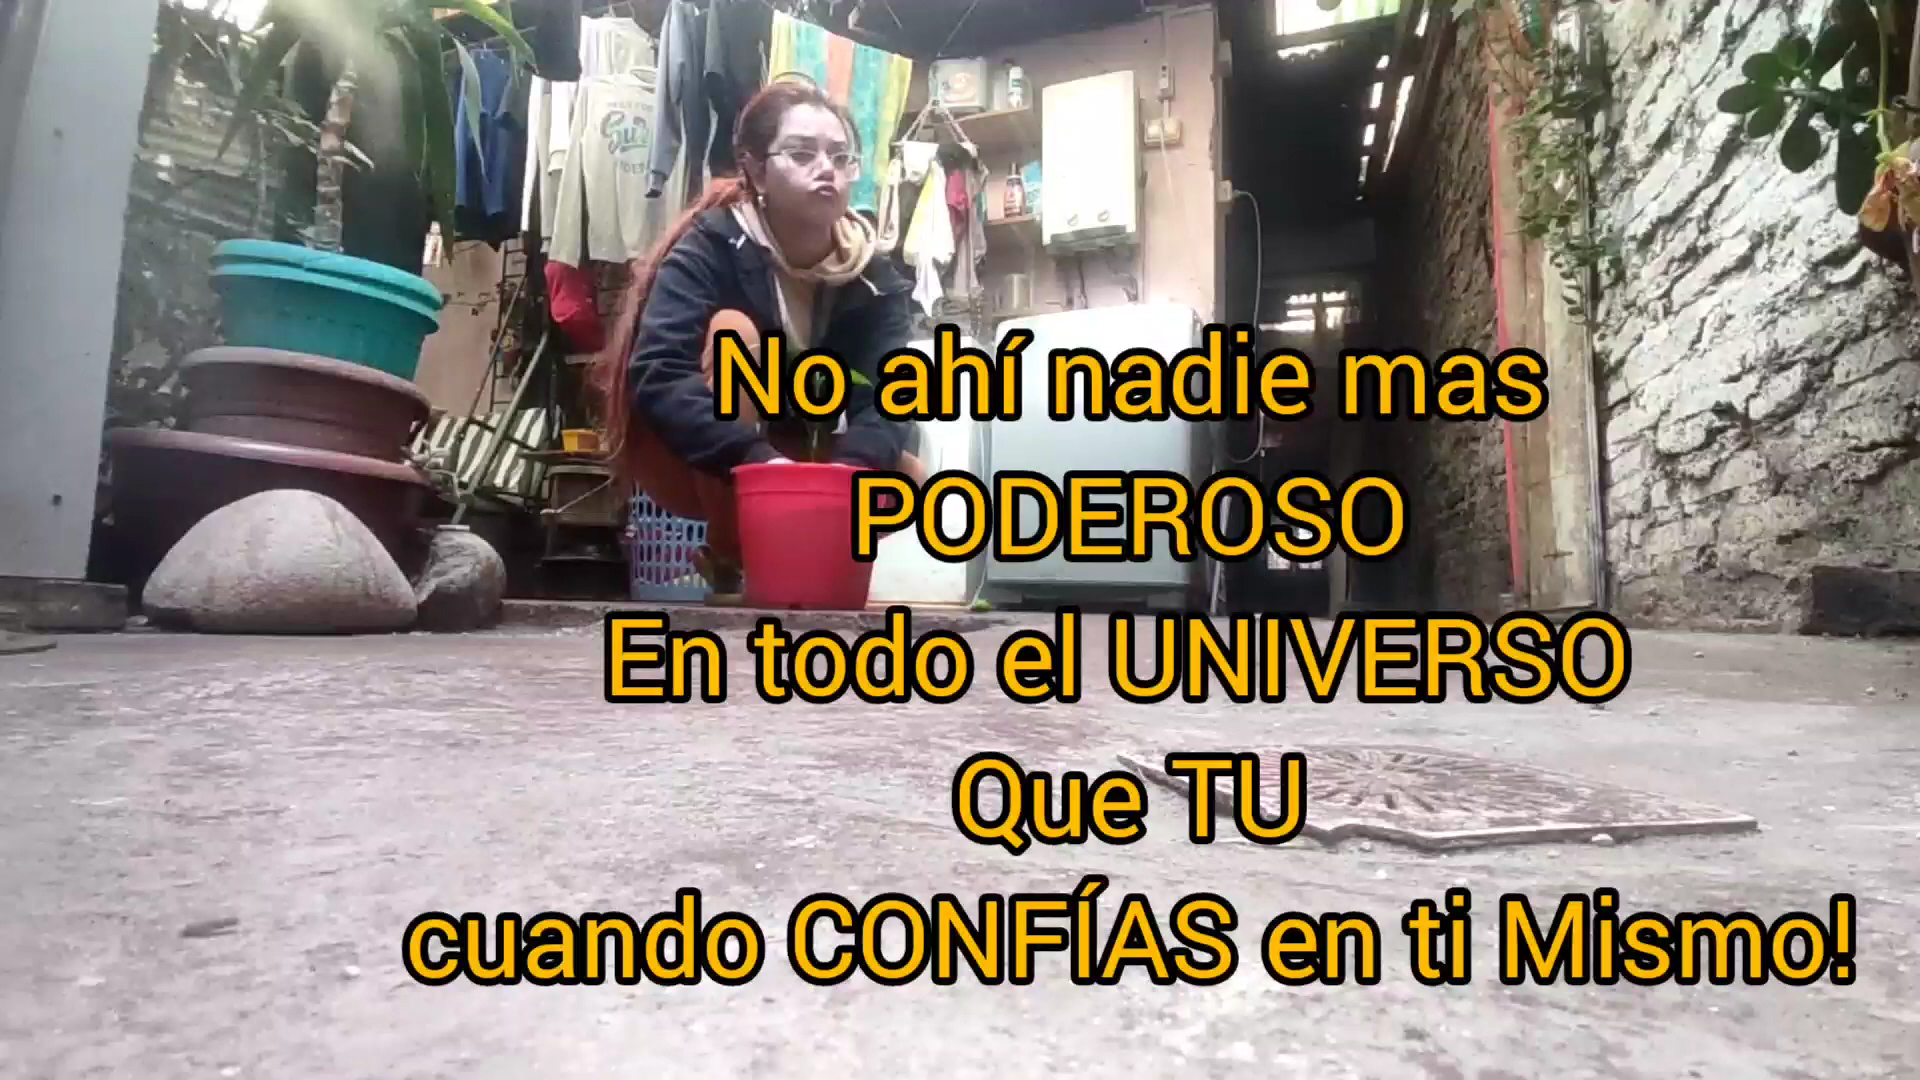 No ahí nadie mas
PODEROSO
En todo el UNIVERSO
Que TU
cuando CONFÍAS en ti Mismo!